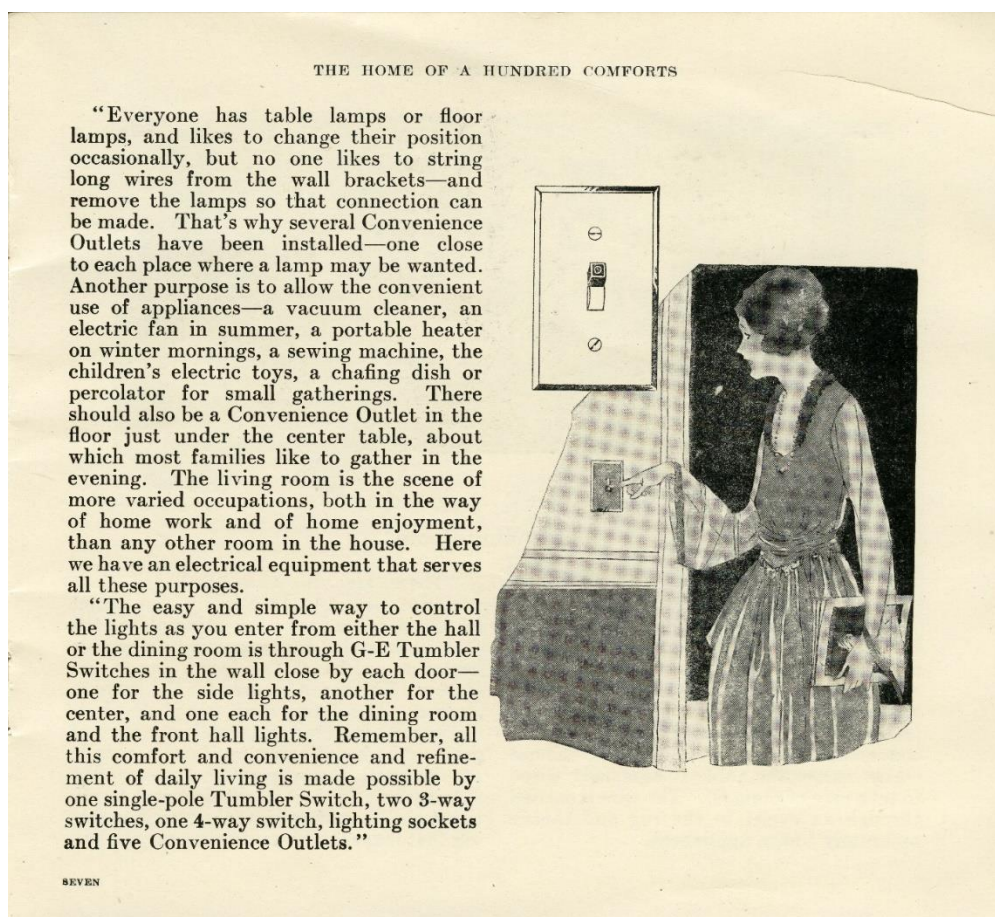 THE HOME OF A HUNDRED COMFORTS
“Everyone has table lamps or floor
lamps, and likes to change their position
occasionally, but no one likes to string
long wires from the wall brackets—and
remove the lamps so that connection can
be made. That’s why several Convenience
Outlets have been installed—one close
to each place where a lamp may be wanted.
Another purpose is to allow the convenient
use of appliances—a vacuum cleaner, an
electric fan in summer, a portable heater
on winter mornings, a sewing machine, the
children’s electric toys, a chafing dish or
percolator for small gatherings. There
should also be a Convenience Outlet in the
floor just under the center table, about
which most families like to gather in the
evening. The living room is the scene of
more varied occupations, both in the way
of home work and of home enjoyment,
than any other room in the house. Here
we have an electrical equipment that serves
all these purposes.
“The easy and simple way to control
the lights as you enter from either the hall
or the dining room is through G-E Tumbler
Switches in the wall close by each door—
one for the side lights, another for the
center, and one each for the dining room
and the front hall lights. Remember, all
this comfort and convenience and refine-
ment of daily living is made possible by
one single-pole Tumbler Switch, two 3-way
switches, one 4-way switch, lighting sockets
and five Convenience Outlets.”
SEVEN